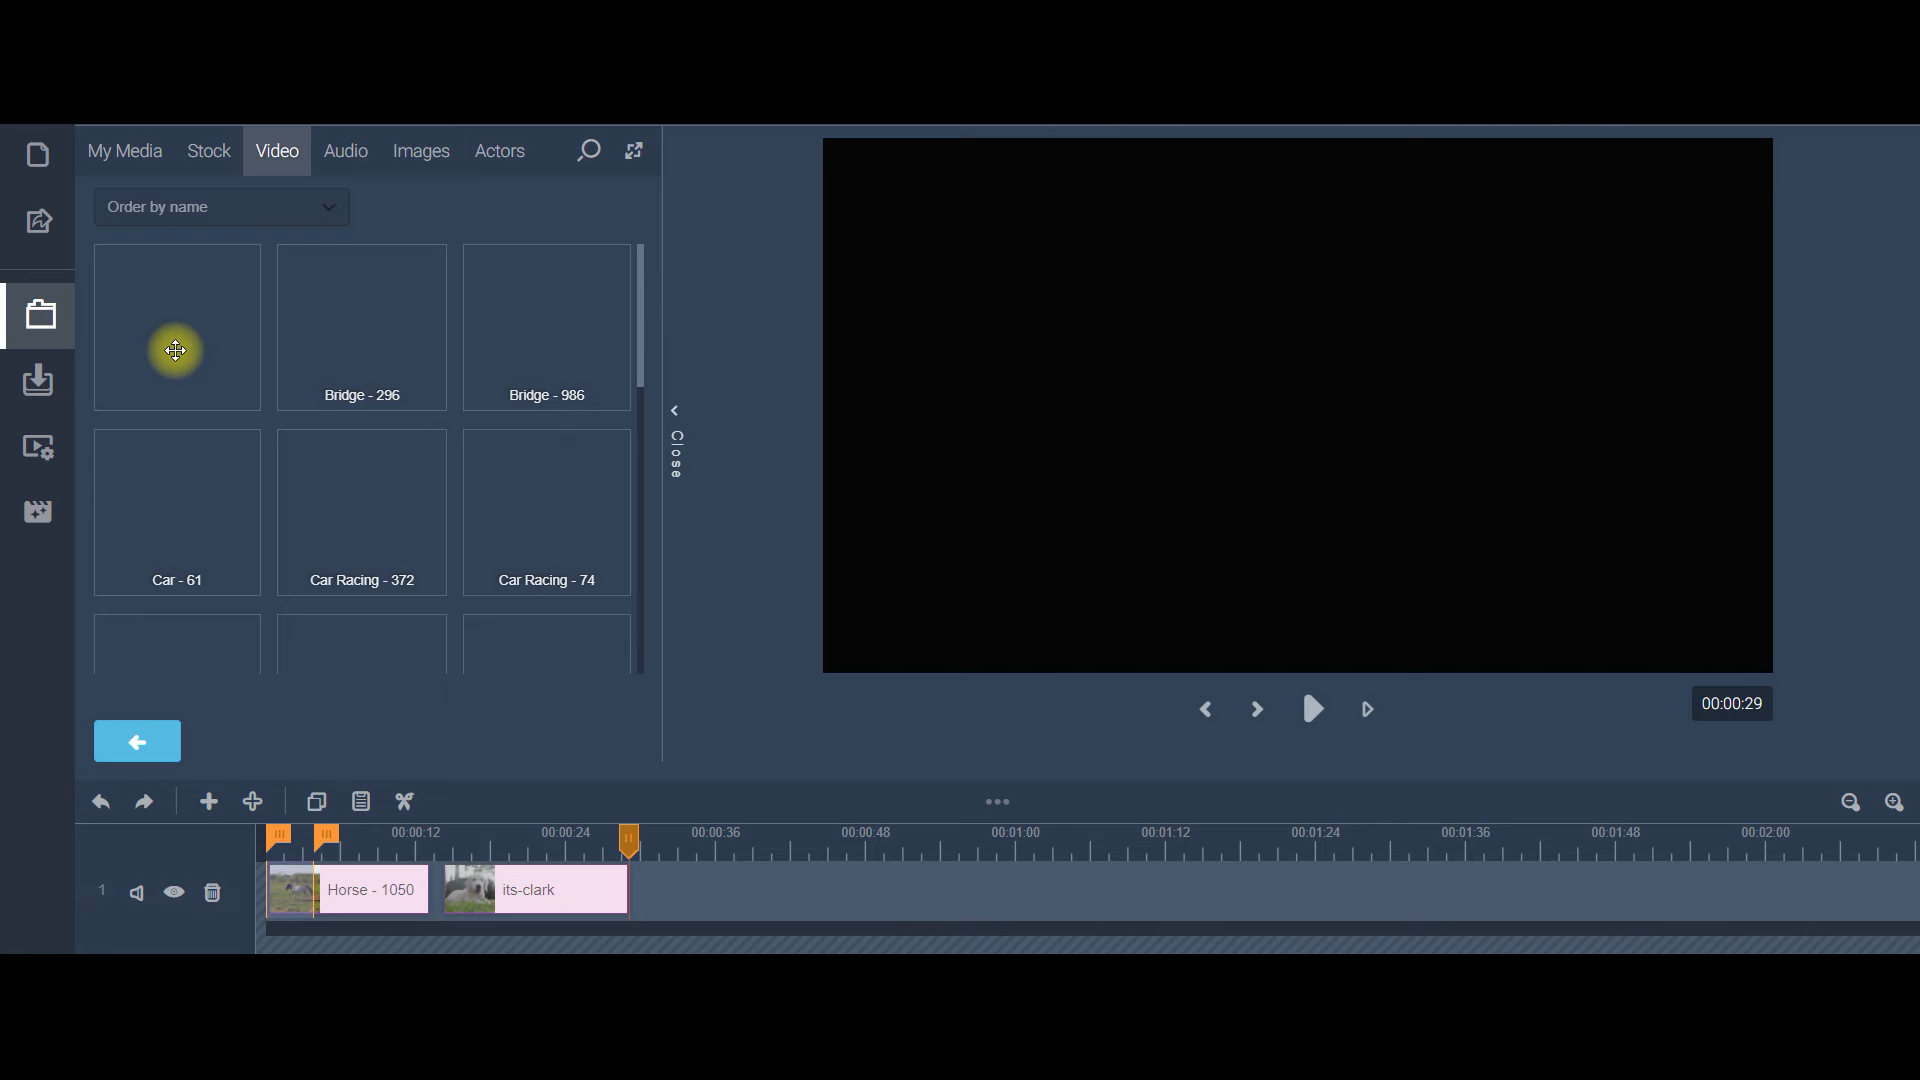 My Media Stock Video Audio Images Actors
Order by name
Bridge - 296 Bridge - 986
Close
Car - 61 Car Racing - 372 Car Racing - 74
00:00:29
00:00:12 00:00:24 00:00:36 00:00:48 00:01:00 00:01:12 00:01:24 00:01:36 00:01:48 00:02:00
1 Horse - 1050 its-clark